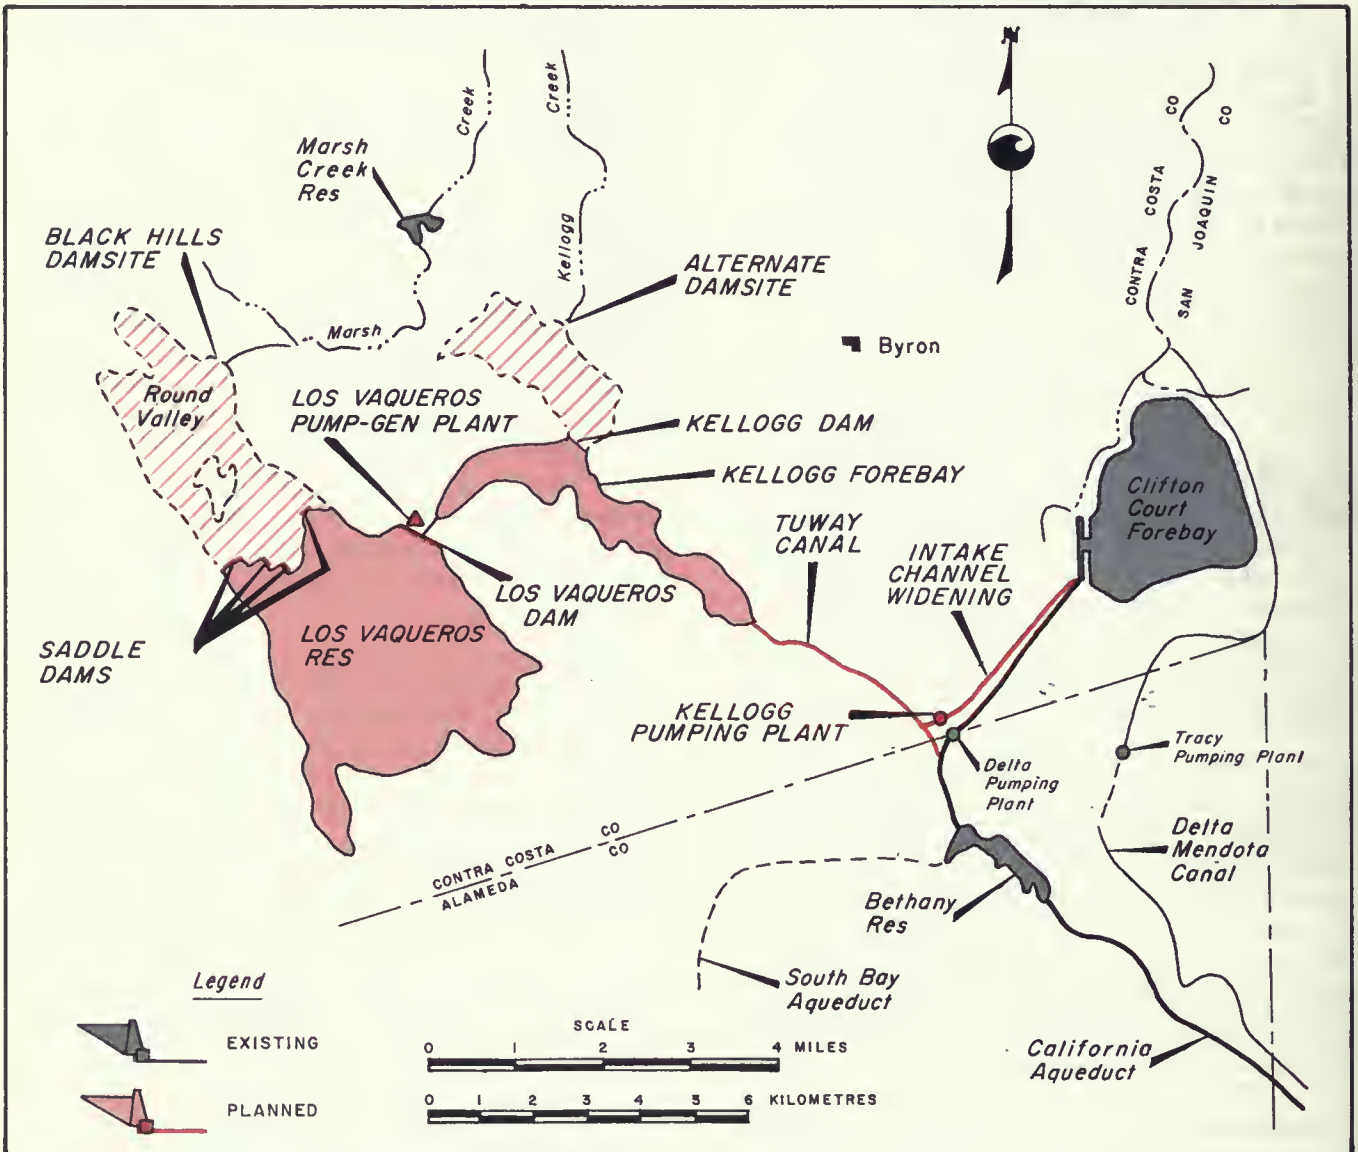 N
Creek
Creek
Marsh
Creek
Res
CONTRA COSTA CO
SAN JOAQUIN CO
BLACK HILLS
DAMSITE
Kellogg
ALTERNATE
DAMSITE
Marsh
Byron
Round
Valley
LOS VAQUEROS
PUMP-GEN PLANT
KELLOGG DAM
KELLOGG FOREBAY
Clifton
Court
Forebay
TUWAY
CANAL
INTAKE
CHANNEL
WIDENING
LOS VAQUEROS
DAM
LOS VAQUEROS
RES
SADDLE
DAMS
KELLOGG
PUMPING PLANT
Delta
Pumping
Plant
Tracy
Pumping Plant
CONTRA COSTA CO
ALAMEDA CO
Delta
Mendota
Canal
Bethany
Res
South Bay
Aqueduct
California
Aqueduct
Legend
EXISTING
PLANNED
SCALE
0 1 2 3 4 MILES
0 1 2 3 4 5 6 KILOMETRES